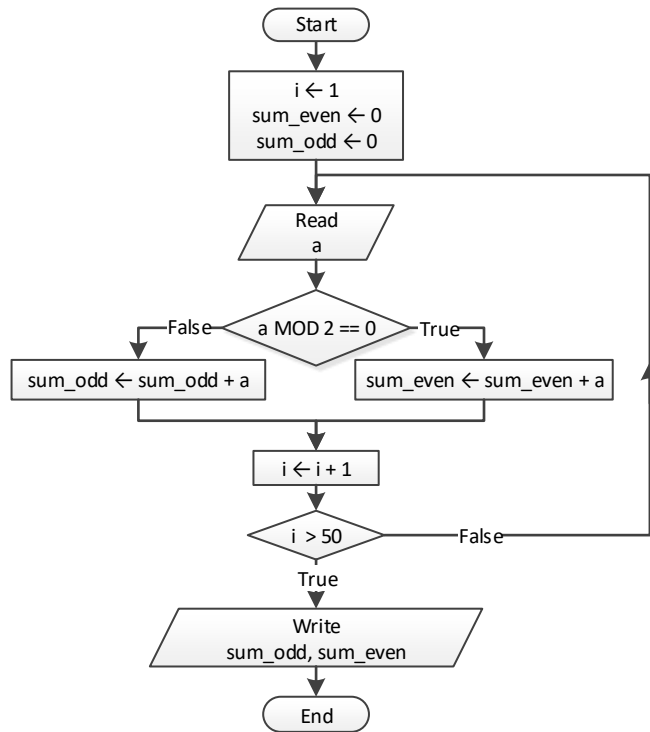 Start
i ← 1
sum_even ← 0
sum_odd ← 0
Read
a
a MOD 2 == 0
False
True
sum_odd ← sum_odd + a
sum_even ← sum_even + a
i ← i + 1
i > 50
False
True
Write
sum_odd, sum_even
End